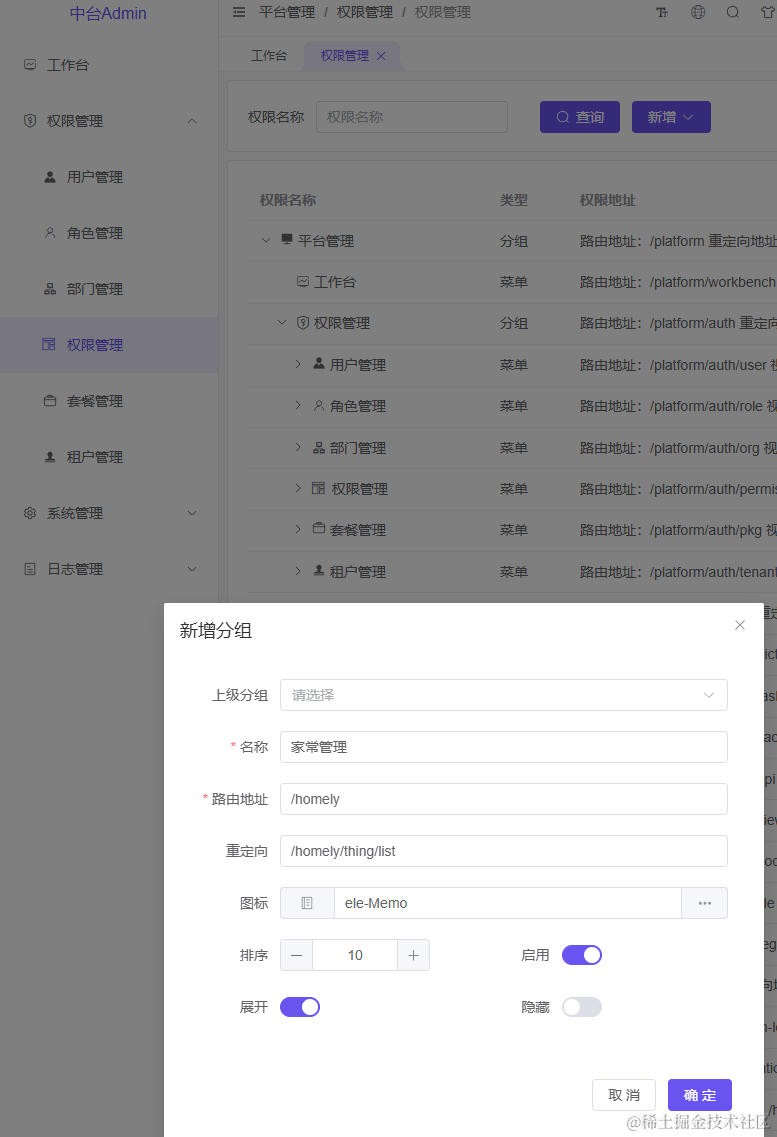 中台Admin
平台管理 / 权限管理 / 权限管理
工作台
权限管理
用户管理
角色管理
部门管理
权限管理
套餐管理
租户管理
系统管理
日志管理
工作台 权限管理
权限名称 权限名称 查询 新增
权限名称 类型 权限地址
平台管理 分组 路由地址：/platform 重定向地址
工作台 菜单 路由地址：/platform/workbench
权限管理 分组 路由地址：/platform/auth 重定向
用户管理 菜单 路由地址：/platform/auth/user 视
角色管理 菜单 路由地址：/platform/auth/role 视
部门管理 菜单 路由地址：/platform/auth/org 视
权限管理 菜单 路由地址：/platform/auth/permis
套餐管理 菜单 路由地址：/platform/auth/pkg 视
租户管理 菜单 路由地址：/platform/auth/tenant
新增分组
上级分组 请选择
* 名称 家常管理
* 路由地址 /homely
重定向 /homely/thing/list
图标 ele-Memo
排序 10 启用
展开 隐藏
取消 确定
@稀土掘金技术社区